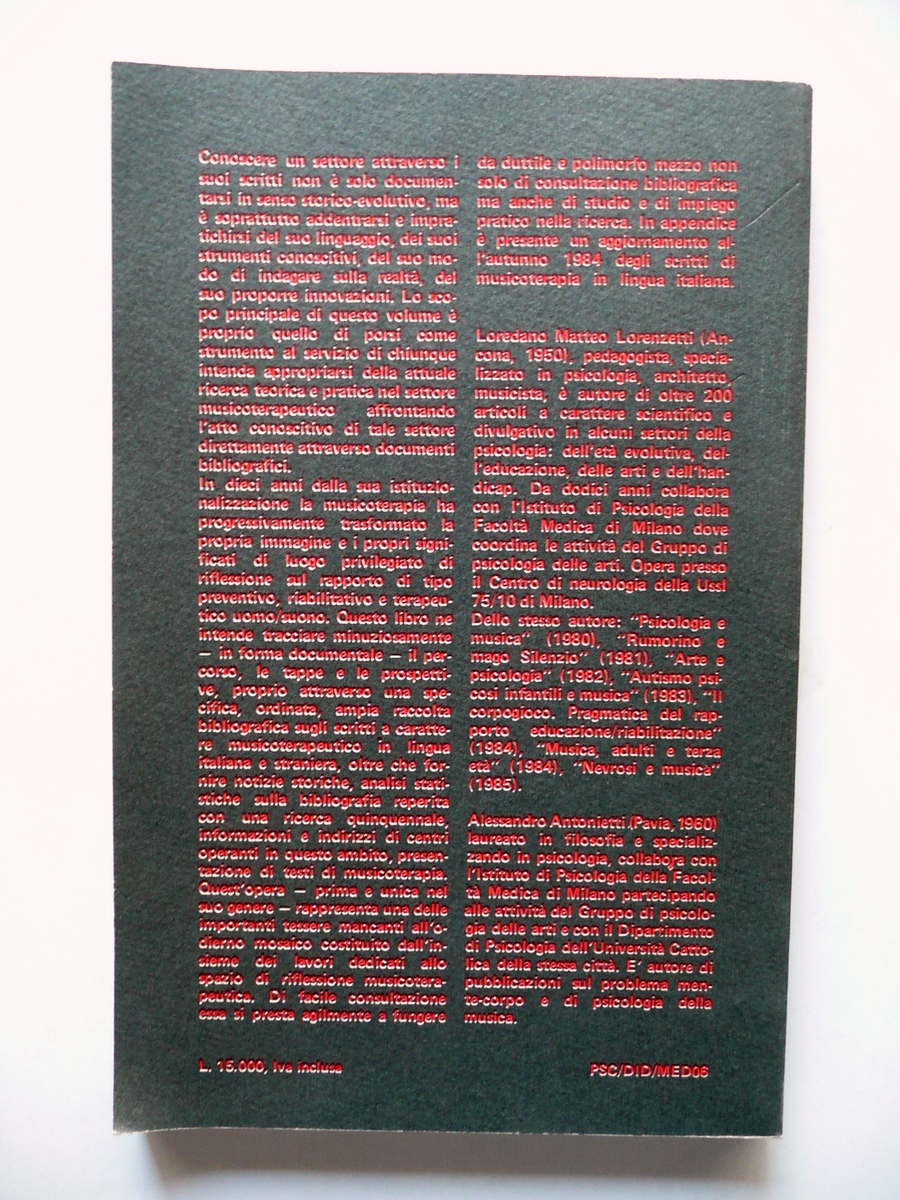 Conoscere un settore attraverso i
suoi scritti non è solo documen-
tarsi in senso storico-evolutivo, ma
è soprattutto addentrarsi e impra-
tichirsi del suo linguaggio, dei suoi
strumenti conoscitivi, del suo mo-
do di indagare sulla realtà, del
suo proporre innovazioni. Lo sco-
po principale di questo volume è
proprio quello di porsi come
strumento al servizio di chiunque
intenda appropriarsi della attuale
ricerca teorica e pratica nel settore
musicoterapeutico affrontando
l'atto conoscitivo di tale settore
direttamente attraverso documenti
bibliografici.
In dieci anni dalla sua istituzio-
nalizzazione la musicoterapia ha
progressivamente trasformato la
propria immagine e i propri signi-
ficati di luogo privilegiato di
riflessione sul rapporto di tipo
preventivo, riabilitativo e terapeu-
tico uomo/suono. Questo libro ne
intende tracciare minuziosamente
— in forma documentale — il per-
corso, le tappe e le prospetti-
ve, proprio attraverso una spe-
cifica, ordinata, ampia raccolta
bibliografica sugli scritti a caratte-
re musicoterapeutico in lingua
italiana e straniera, oltre che for-
nire notizie storiche, analisi stati-
stiche sulla bibliografia reperita
con una ricerca quinquennale,
informazioni e indirizzi di centri
operanti in questo ambito, presen-
tazione di testi di musicoterapia.
Quest'opera — prima e unica nel
suo genere — rappresenta una delle
importanti tessere mancanti all'o-
dierno mosaico costituito dall'in-
sieme dei lavori dedicati allo
spazio di riflessione musicotera-
peutica. Di facile consultazione
essa si presta agilmente a fungere
da duttile e polimorfo mezzo non
solo di consultazione bibliografica
ma anche di studio e di impiego
pratico nella ricerca. In appendice
è presente un aggiornamento al-
l'autunno 1984 degli scritti di
musicoterapia in lingua italiana.
Loredano Matteo Lorenzetti (An-
cona, 1950), pedagogista, specia-
lizzato in psicologia, architetto,
musicista, è autore di oltre 200
articoli a carattere scientifico e
divulgativo in alcuni settori della
psicologia: dell'età evolutiva, del-
l'educazione, delle arti e dell'han-
dicap. Da dodici anni collabora
con l'Istituto di Psicologia della
Facoltà Medica di Milano dove
coordina le attività del Gruppo di
psicologia delle arti. Opera presso
il Centro di neurologia della Ussl
75/10 di Milano.
Dello stesso autore: "Psicologia e
musica" (1980), "Rumorino e
mago Silenzio" (1981), "Arte e
psicologia" (1982), "Autismo psi-
cosi infantili e musica" (1983), "Il
corpogioco. Pragmatica del rap-
porto educazione/riabilitazione"
(1984), "Musica, adulti e terza
età" (1984), "Nevrosi e musica"
(1985).
Alessandro Antonietti (Pavia, 1960)
laureato in filosofia e specializ-
zando in psicologia, collabora con
l'Istituto di Psicologia della Facol-
tà Medica di Milano partecipando
alle attività del Gruppo di psicolo-
gia delle arti e con il Dipartimento
di Psicologia dell'Università Catto-
lica della stessa città. E' autore di
pubblicazioni sul problema men-
te-corpo e di psicologia della
musica.
L. 15.000, Iva inclusa
PSC/DID/MED06